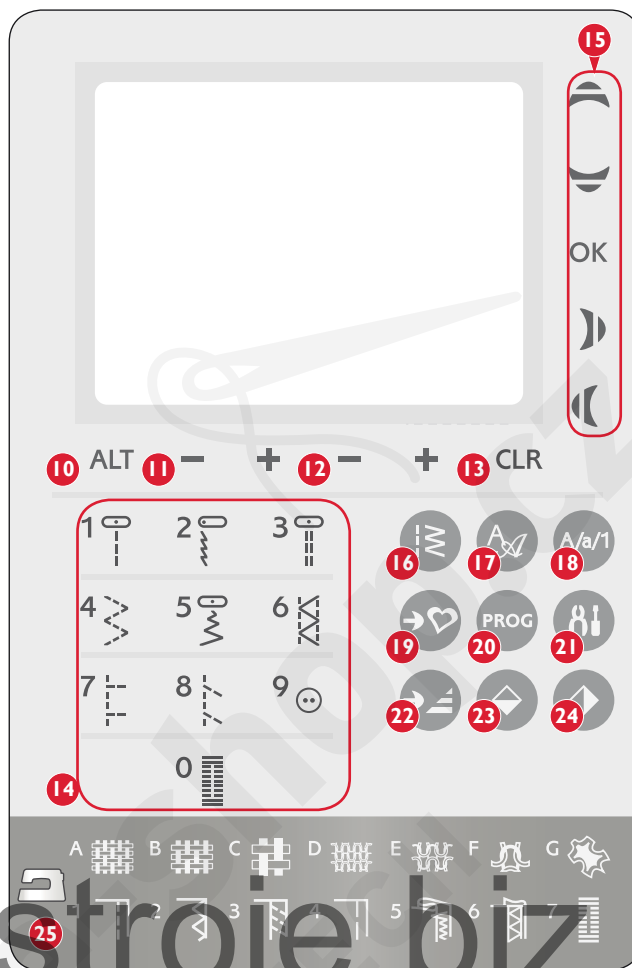 15
OK
10 ALT 11 − + 12 − + 13 CLR
1 2 3
16 17 A 18 A/a/1
4 5 6
19 20 PROG 21
7 8 9
22 23 24
14 0
A B C D E F G
25 1 2 3 4 5 6 7
stroje biz